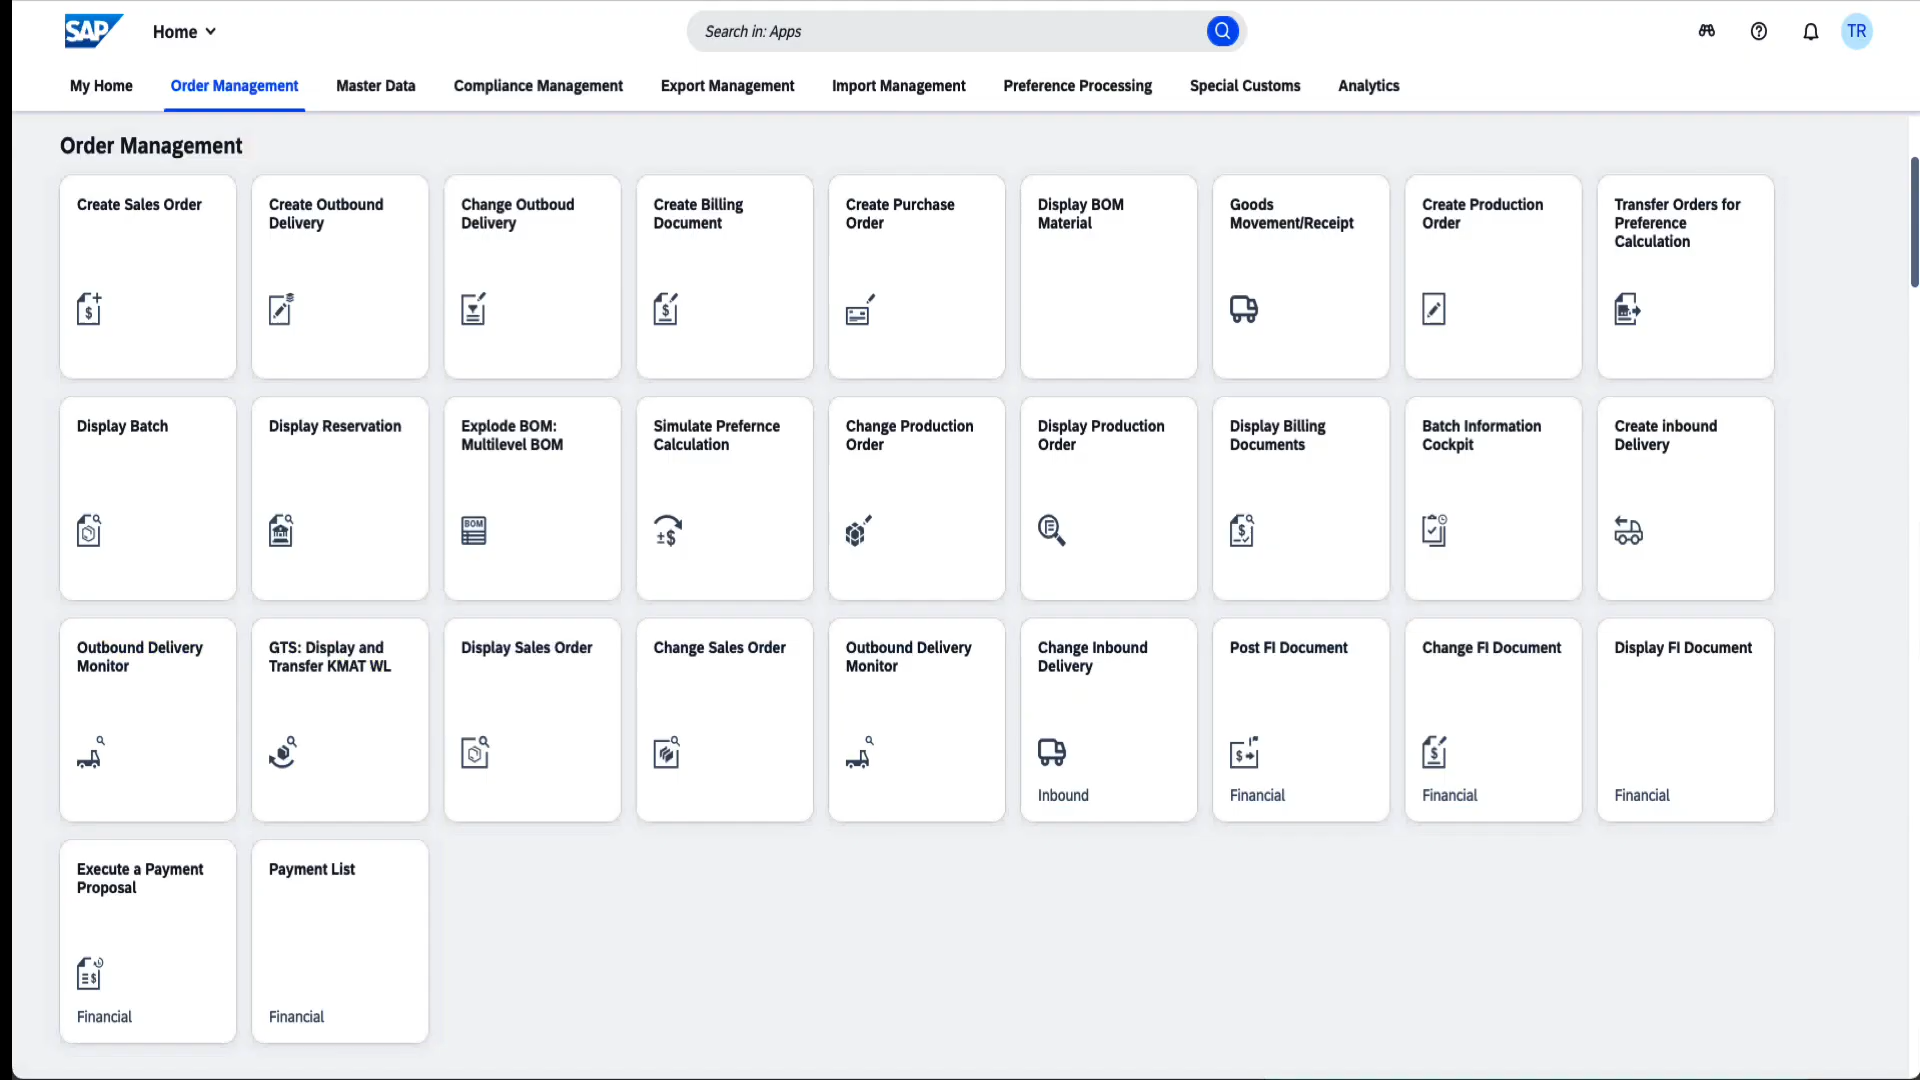 SAP Home Search in: Apps TR
My Home Order Management Master Data Compliance Management Export Management Import Management Preference Processing Special Customs Analytics
Order Management
Create Sales Order
Create Outbound
Delivery
Change Outboud
Delivery
Create Billing
Document
Create Purchase
Order
Display BOM
Material
Goods
Movement/Receipt
Create Production
Order
Transfer Orders for
Preference
Calculation
Display Batch
Display Reservation
Explode BOM:
Multilevel BOM
BOM
Simulate Prefernce
Calculation
Change Production
Order
Display Production
Order
Display Billing
Documents
Batch Information
Cockpit
Create inbound
Delivery
Outbound Delivery
Monitor
GTS: Display and
Transfer KMAT WL
Display Sales Order
Change Sales Order
Outbound Delivery
Monitor
Change Inbound
Delivery
Inbound
Post FI Document
Financial
Change FI Document
Financial
Display FI Document
Financial
Execute a Payment
Proposal
Financial
Payment List
Financial